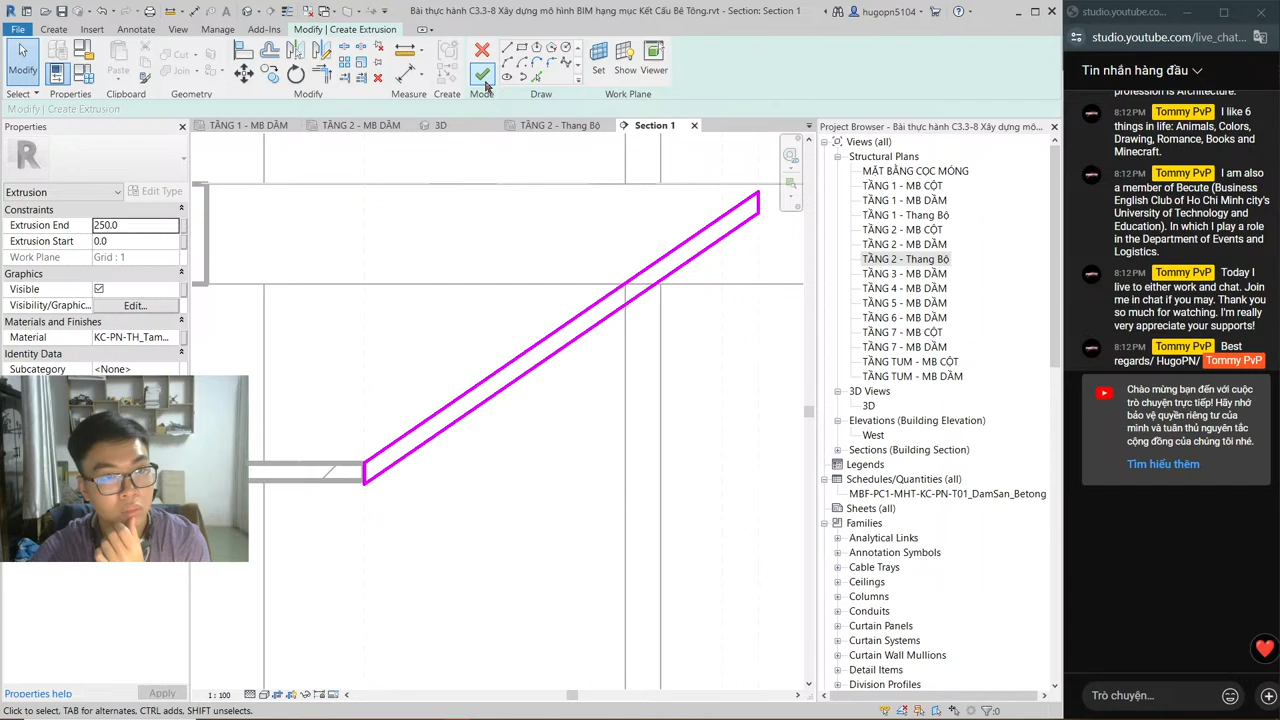 Bài thực hành C3.3-8 Xây dựng mô hình BIM hạng mục Kết Cấu Bê Tông.rvt - Section: Section 1
hugopn5104
File
Create
Insert
Annotate
View
Manage
Add-Ins
Modify | Create Extrusion
Modify
Paste
Cut
Join
Set
Show
Viewer
Select
Properties
Clipboard
Geometry
Modify
Measure
Create
Mode
Draw
Work Plane
Modify | Create Extrusion
Properties
Extrusion
Edit Type
Constraints
Extrusion End 250.0
Extrusion Start 0.0
Work Plane Grid : 1
Graphics
Visible
Visibility/Graphic... Edit...
Materials and Finishes
Material KC-PN-TH_Tam...
Identity Data
Subcategory <None>
Properties help
Apply
TẦNG 1 - MB DẦM
TẦNG 2 - MB DẦM
3D
TẦNG 2 - Thang Bộ
Section 1
1 : 100
Click to select, TAB for alternates, CTRL adds, SHIFT unselects.
:0
Project Browser - Bài thực hành C3.3-8 Xây dựng mô...
Views (all)
Structural Plans
MẶT BẰNG CỌC MÓNG
TẦNG 1 - MB CỘT
TẦNG 1 - MB DẦM
TẦNG 1 - Thang Bộ
TẦNG 2 - MB CỘT
TẦNG 2 - MB DẦM
TẦNG 2 - Thang Bộ
TẦNG 3 - MB DẦM
TẦNG 4 - MB DẦM
TẦNG 5 - MB DẦM
TẦNG 6 - MB DẦM
TẦNG 7 - MB CỘT
TẦNG 7 - MB DẦM
TẦNG TUM - MB CỘT
TẦNG TUM - MB DẦM
3D Views
3D
Elevations (Building Elevation)
West
Sections (Building Section)
Legends
Schedules/Quantities (all)
MBF-PC1-MHT-KC-PN-T01_DamSan_Betong
Sheets (all)
Families
Analytical Links
Annotation Symbols
Cable Trays
Ceilings
Columns
Conduits
Curtain Panels
Curtain Systems
Curtain Wall Mullions
Detail Items
Division Profiles
studio.youtube.co...
studio.youtube.com/live_chat...
Tin nhắn hàng đầu
profession is Architecture.
8:12 PM Tommy PvP I like 6
things in life: Animals, Colors,
Drawing, Romance, Books and
Minecraft.
8:12 PM Tommy PvP I am also
a member of Becute (Business
English Club of Ho Chi Minh city's
University of Technology and
Education). In which I play a role
in the Department of Events and
Logistics.
8:12 PM Tommy PvP Today I
live to either work and chat. Join
me in chat if you may. Thank you
so much for watching. I'm really
very appreciate your supports!
8:12 PM Tommy PvP Best
regards/ HugoPN/ Tommy PvP
Chào mừng bạn đến với cuộc
trò chuyện trực tiếp! Hãy nhớ
bảo vệ quyền riêng tư của
mình và tuân thủ nguyên tắc
cộng đồng của chúng tôi nhé.
Tìm hiểu thêm
Trò chuyện...